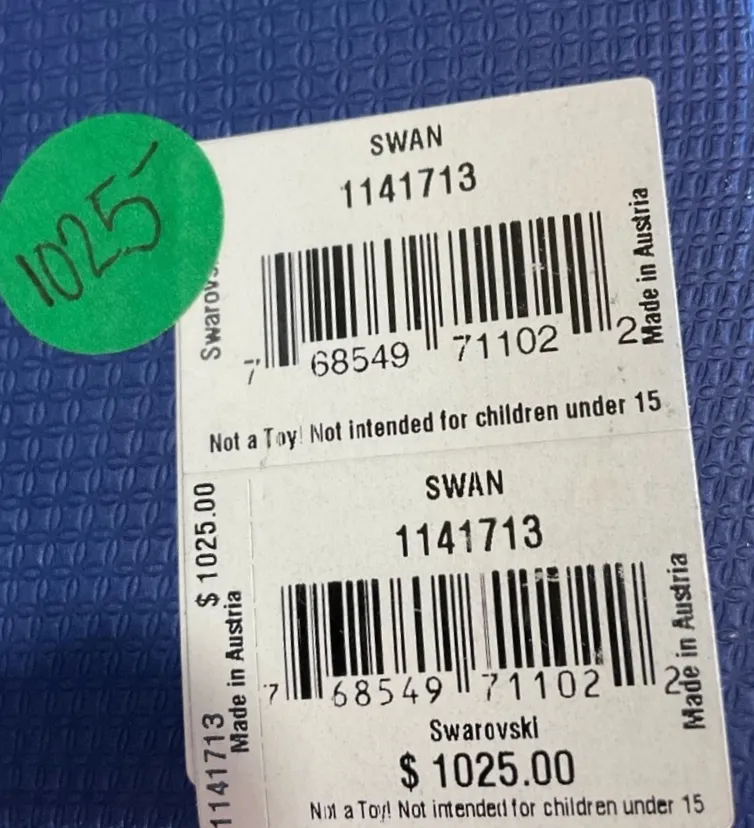 1025-
SWAN
1141713
Made in Austria
7 68549 71102 2
Not a Toy! Not intended for children under 15
$ 1025.00
Made in Austria
1141713
SWAN
1141713
7 68549 71102 2
Made in Austria
Swarovski
$ 1025.00
Not a Toy! Not intended for children under 15